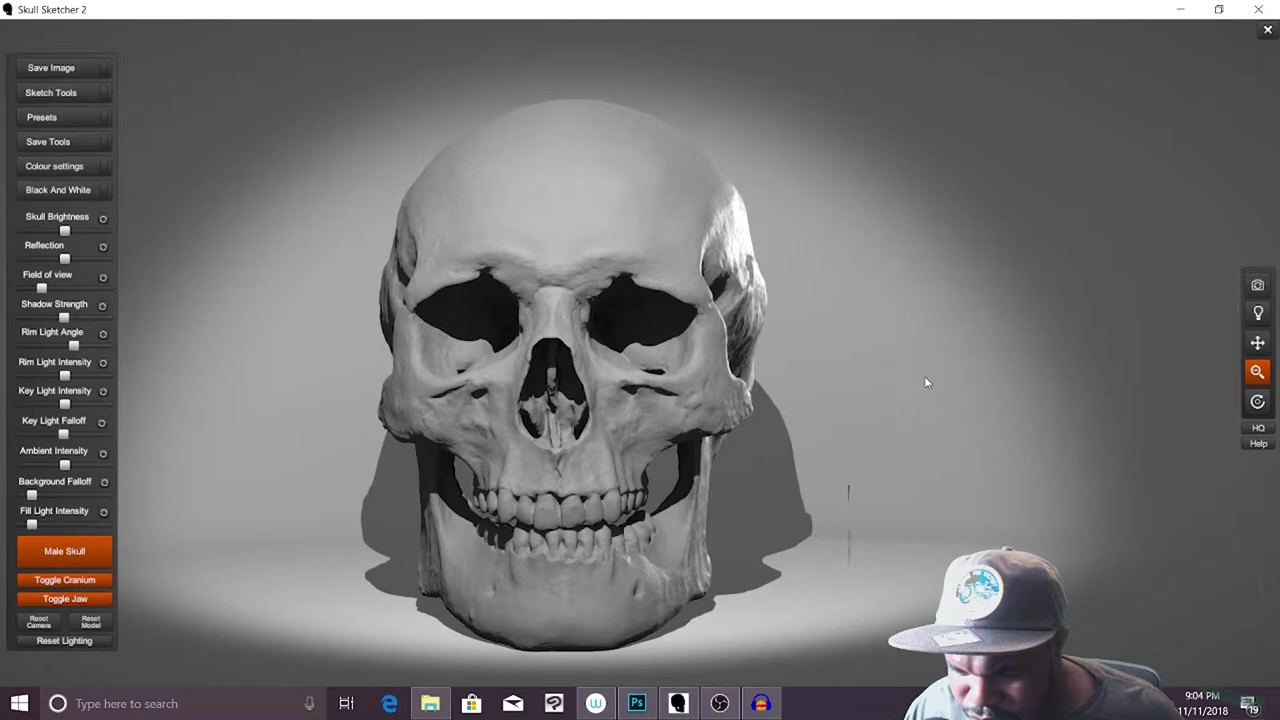 Skull Sketcher 2
Save Image
Sketch Tools
Presets
Save Tools
Colour settings
Black And White
Skull Brightness
Reflection
Field of view
Shadow Strength
Rim Light Angle
Rim Light Intensity
Key Light Intensity
Key Light Falloff
Ambient Intensity
Background Falloff
Fill Light Intensity
Male Skull
Toggle Cranium
Toggle Jaw
Reset Camera
Reset Model
Reset Lighting
HQ
Help
Type here to search
Ps
9:04 PM
11/11/2018
19